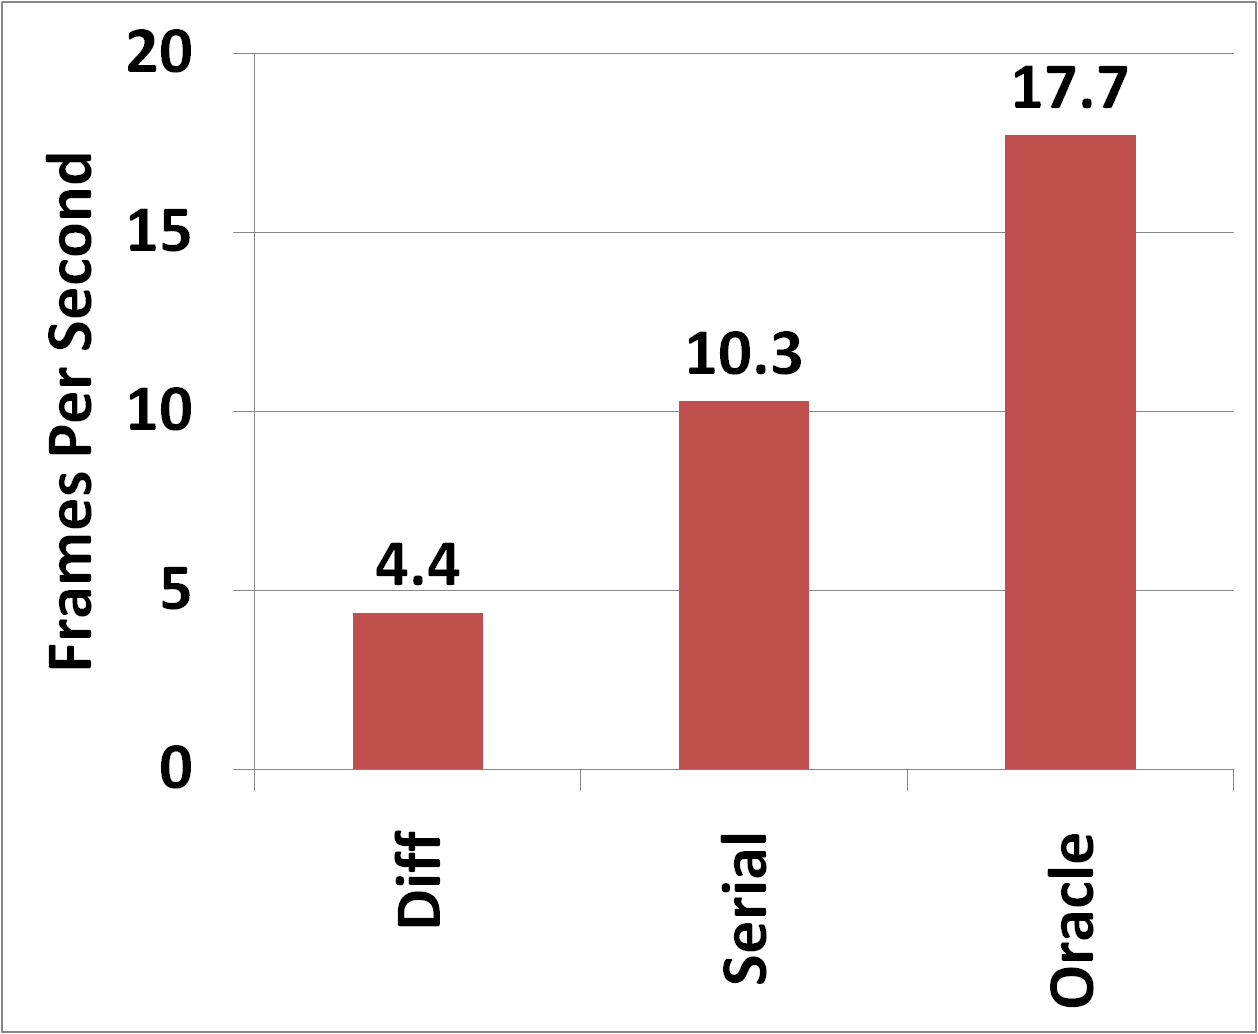 Frames Per Second
20
15
10
5
0
4.4
10.3
17.7
Diff
Serial
Oracle